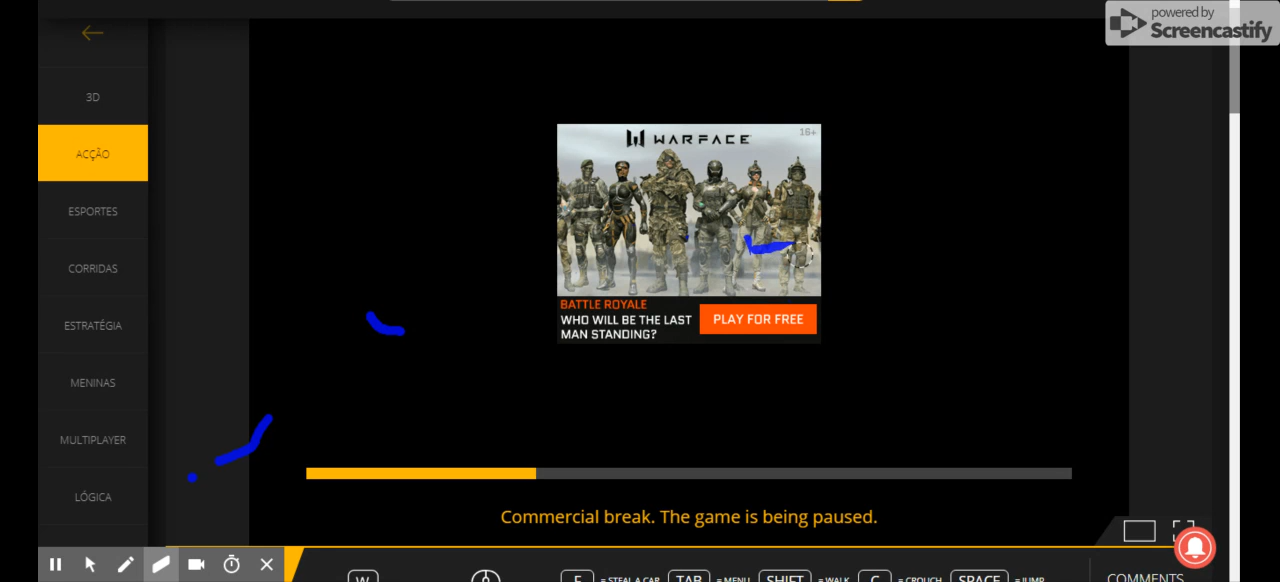 powered by
Screencastify
3D
ACÇÃO
ESPORTES
CORRIDAS
ESTRATÉGIA
MENINAS
MULTIPLAYER
LÓGICA
WARFACE
16+
BATTLE ROYALE
WHO WILL BE THE LAST
MAN STANDING?
PLAY FOR FREE
Commercial break. The game is being paused.
W
F = STEAL A CAR TAB = MENU SHIFT = WALK C = CROUCH SPACE = JUMP
COMMENTS